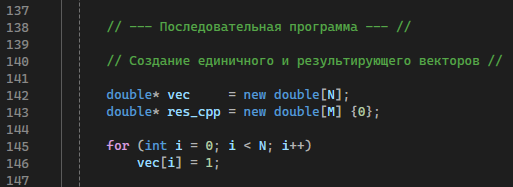 137
138 // --- Последовательная программа --- //
139
140 // Создание единичного и результирующего векторов //
141
142 double* vec     = new double[N];
143 double* res_cpp = new double[M] {0};
144
145 for (int i = 0; i < N; i++)
146     vec[i] = 1;
147